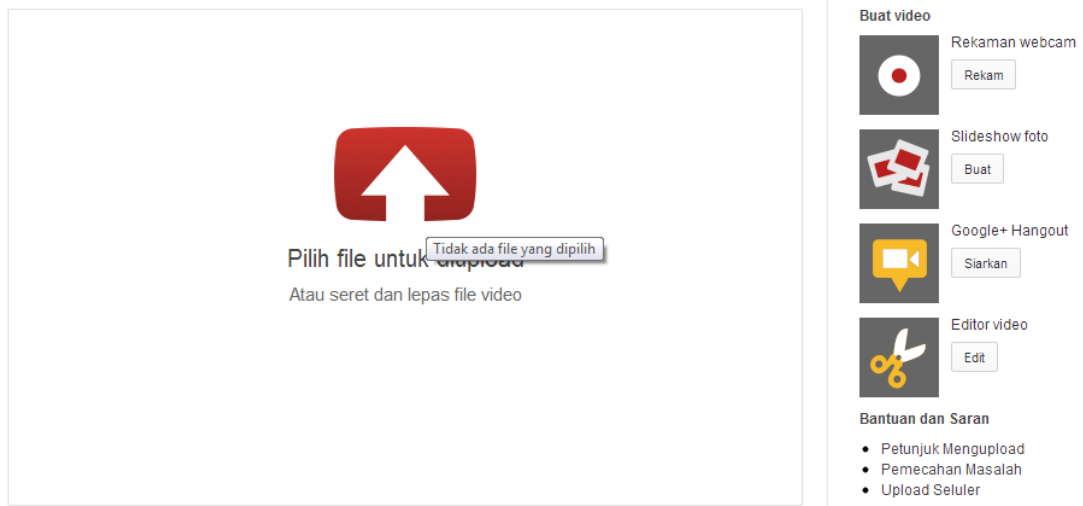 Pilih file untuk diupload
Tidak ada file yang dipilih
Atau seret dan lepas file video
Buat video
Rekaman webcam
Rekam
Slideshow foto
Buat
Google+ Hangout
Siarkan
Editor video
Edit
Bantuan dan Saran
Petunjuk Mengupload
Pemecahan Masalah
Upload Seluler